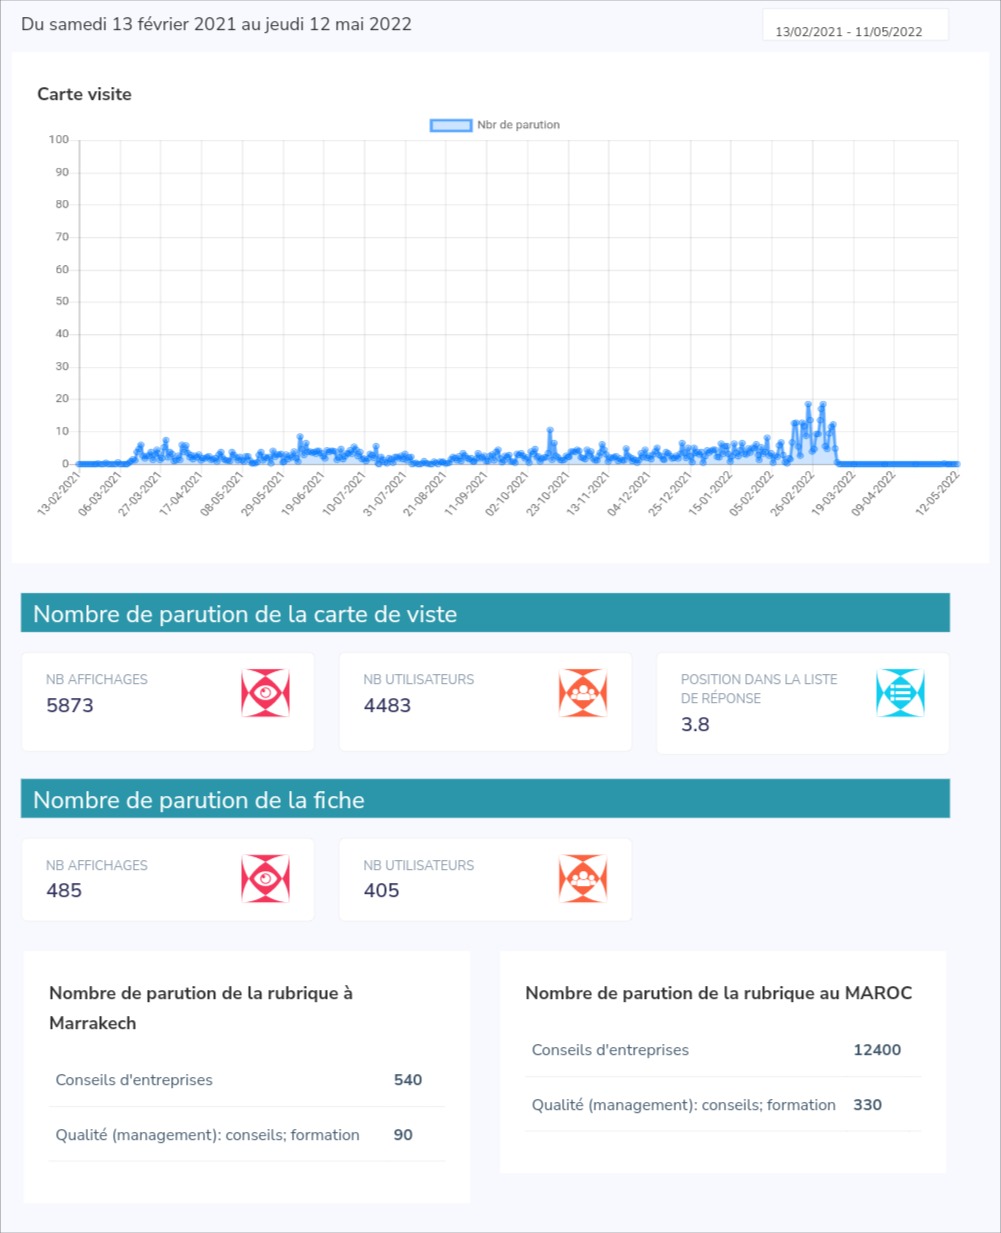 Du samedi 13 février 2021 au jeudi 12 mai 2022
13/02/2021 - 11/05/2022
Carte visite
Nbr de parution
100
90
80
70
60
50
40
30
20
10
0
13-02-2021
06-03-2021
27-03-2021
17-04-2021
08-05-2021
29-05-2021
19-06-2021
10-07-2021
31-07-2021
21-08-2021
11-09-2021
02-10-2021
23-10-2021
13-11-2021
04-12-2021
25-12-2021
15-01-2022
05-02-2022
26-02-2022
19-03-2022
09-04-2022
12-05-2022
Nombre de parution de la carte de viste
NB AFFICHAGES
5873
NB UTILISATEURS
4483
POSITION DANS LA LISTE
DE RÉPONSE
3.8
Nombre de parution de la fiche
NB AFFICHAGES
485
NB UTILISATEURS
405
Nombre de parution de la rubrique à
Marrakech
Conseils d'entreprises 540
Qualité (management): conseils; formation 90
Nombre de parution de la rubrique au MAROC
Conseils d'entreprises 12400
Qualité (management): conseils; formation 330